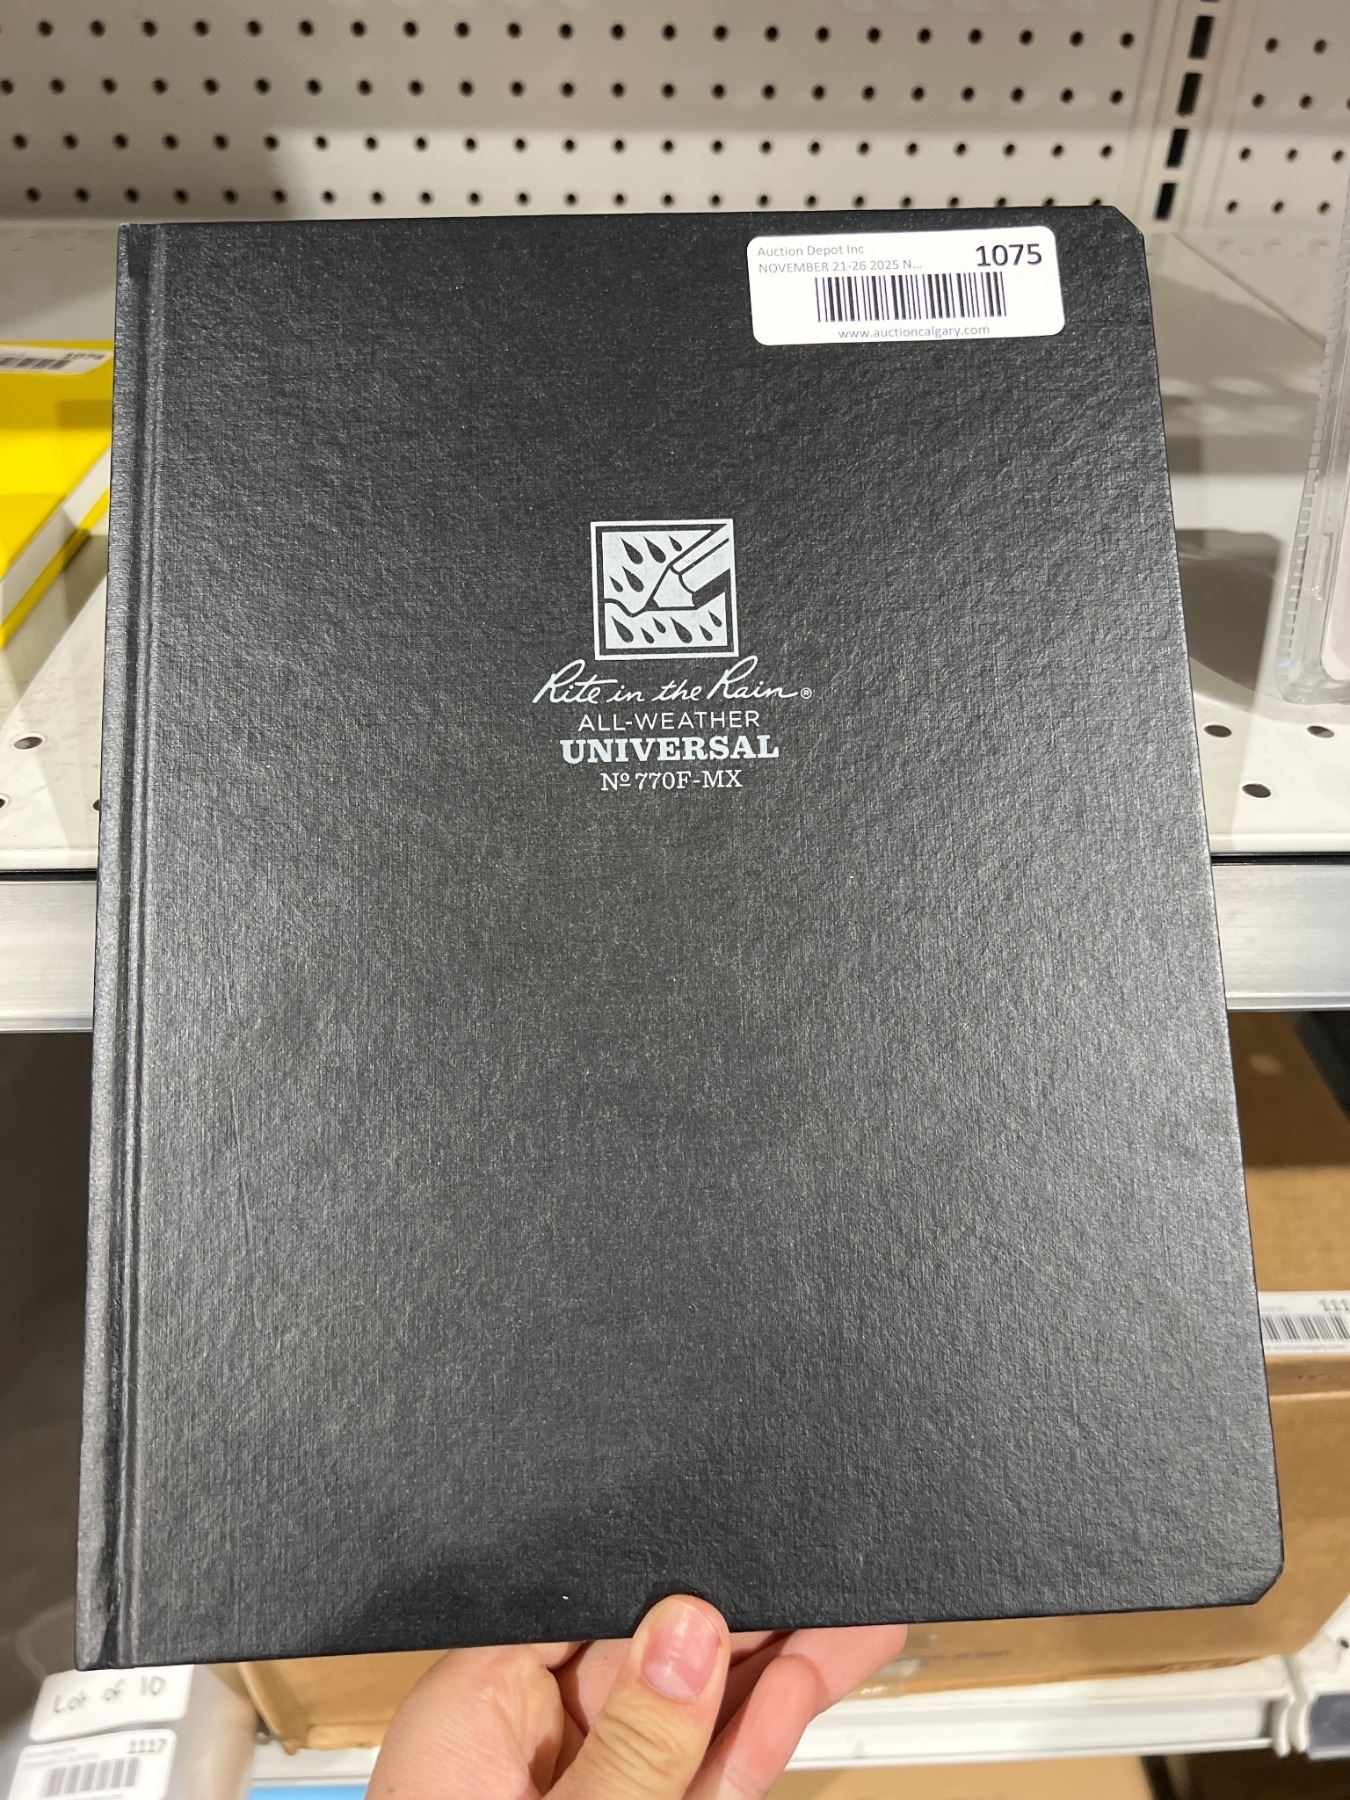 Auction Depot Inc
1075
NOVEMBER 21-26 2025 N...
www.auctioncalgary.com
Rite in the Rain®
ALL-WEATHER
UNIVERSAL
Nº 770F-MX
Lot of 10
1117